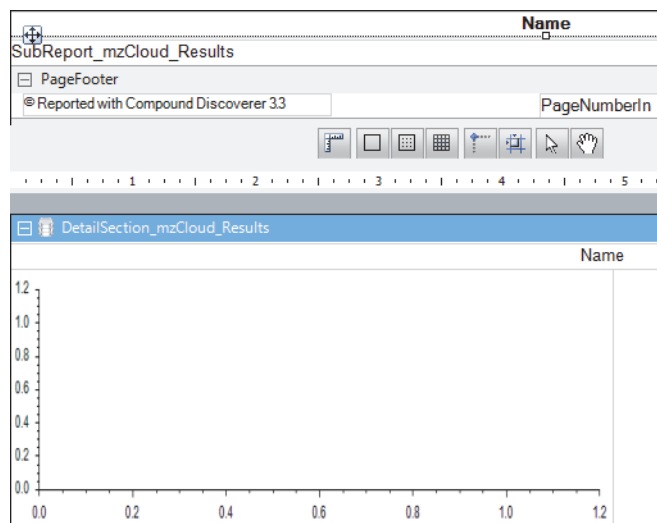 Name
SubReport_mzCloud_Results
PageFooter
© Reported with Compound Discoverer 3.3
PageNumberIn
1 2 3 4 5
DetailSection_mzCloud_Results
Name
1.2
1.0
0.8
0.6
0.4
0.2
0.0
0.0 0.2 0.4 0.6 0.8 1.0 1.2